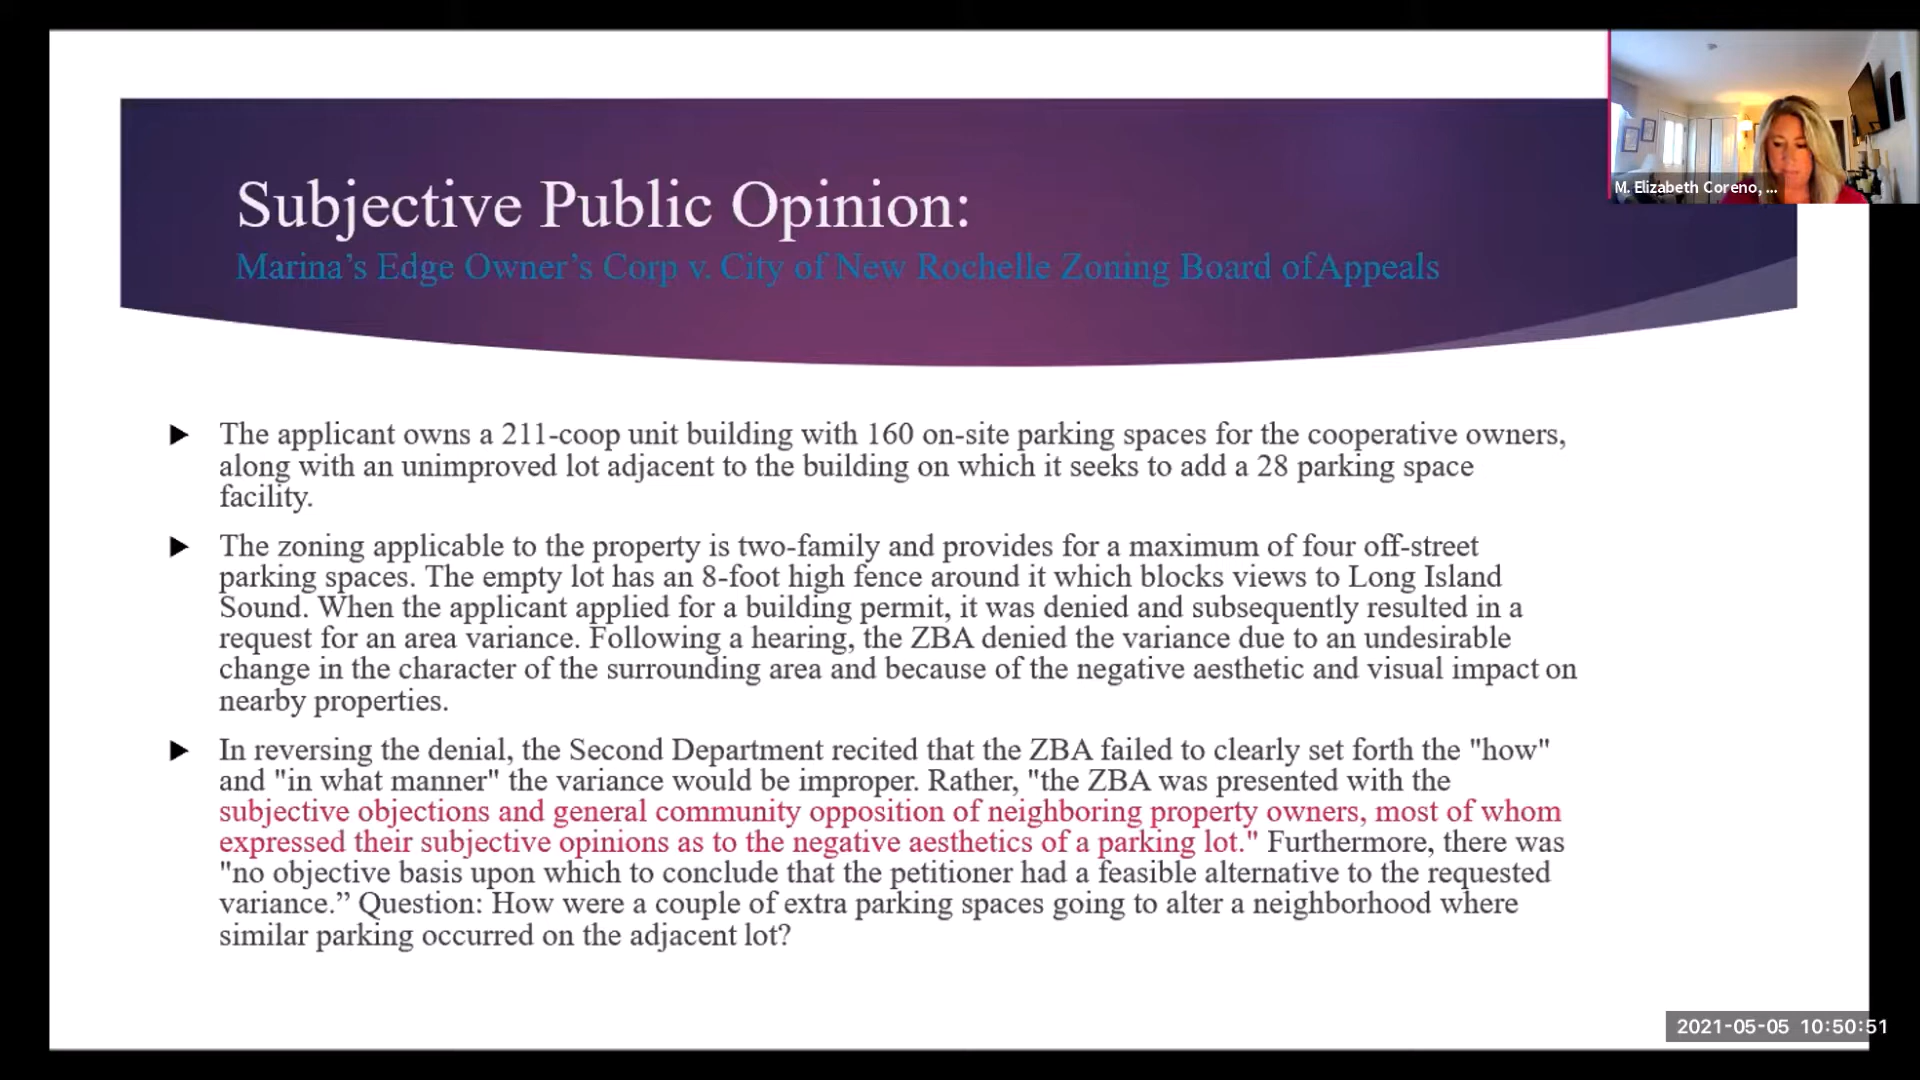 M. Elizabeth Coreno, ...
Subjective Public Opinion:
Marina’s Edge Owner’s Corp v. City of New Rochelle Zoning Board ofAppeals
The applicant owns a 211-coop unit building with 160 on-site parking spaces for the cooperative owners,
along with an unimproved lot adjacent to the building on which it seeks to add a 28 parking space
facility.
The zoning applicable to the property is two-family and provides for a maximum of four off-street
parking spaces. The empty lot has an 8-foot high fence around it which blocks views to Long Island
Sound. When the applicant applied for a building permit, it was denied and subsequently resulted in a
request for an area variance. Following a hearing, the ZBA denied the variance due to an undesirable
change in the character of the surrounding area and because of the negative aesthetic and visual impact on
nearby properties.
In reversing the denial, the Second Department recited that the ZBA failed to clearly set forth the "how"
and "in what manner" the variance would be improper. Rather, "the ZBA was presented with the
subjective objections and general community opposition of neighboring property owners, most of whom
expressed their subjective opinions as to the negative aesthetics of a parking lot." Furthermore, there was
"no objective basis upon which to conclude that the petitioner had a feasible alternative to the requested
variance.” Question: How were a couple of extra parking spaces going to alter a neighborhood where
similar parking occurred on the adjacent lot?
2021-05-05 10:50:51